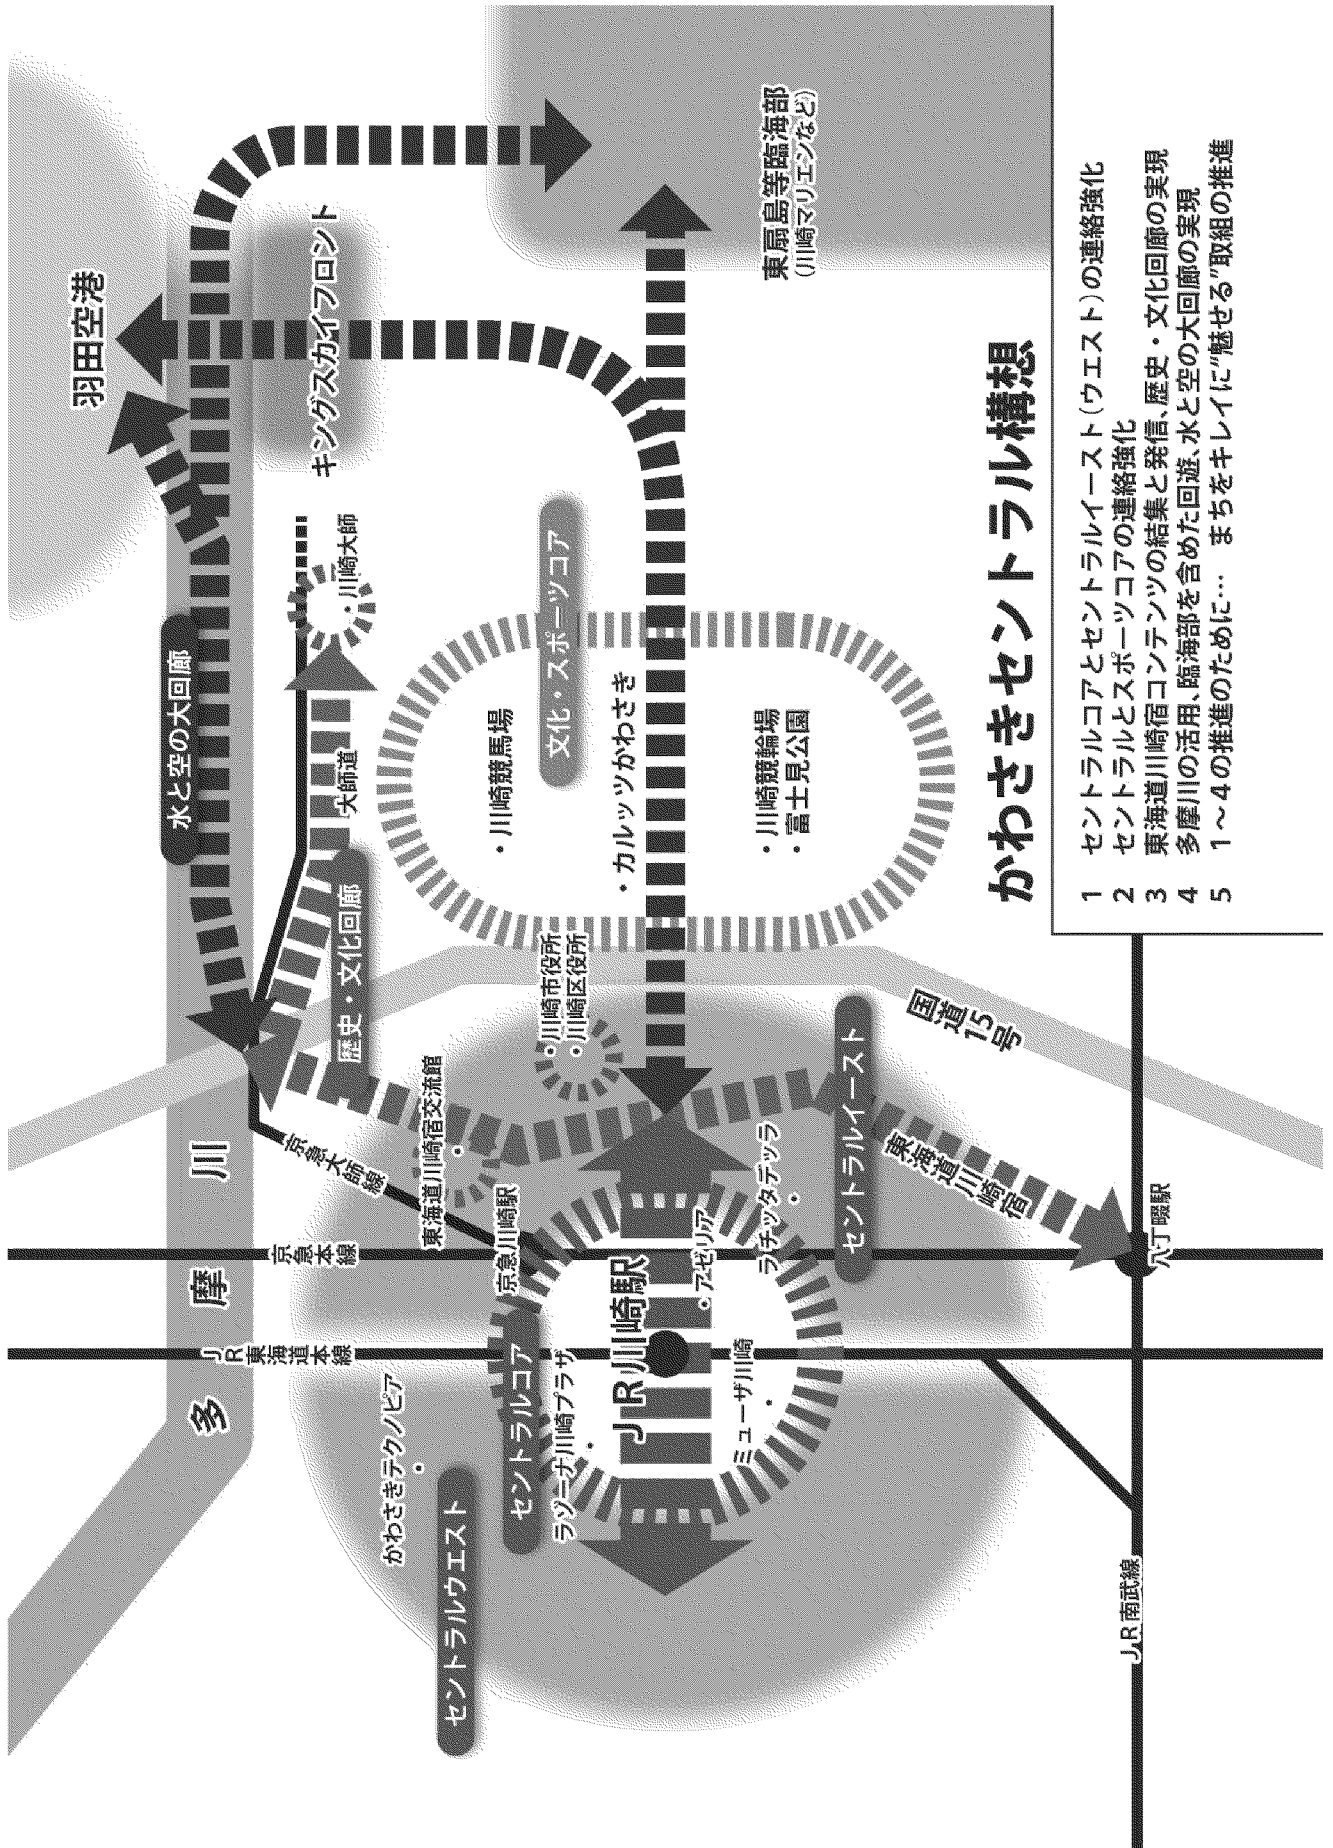 羽田空港
キングスカイフロント
東扇島等臨海部
(川崎マリエンなど)
水と空の大回廊
・川崎大師
大師道
歴史・文化回廊
文化・スポーツコア
・川崎競馬場
・カルッツかわさき
・川崎競輪場
・富士見公園
・川崎市役所
・川崎区役所
国道15号
多摩川
京急大師線
東海道川崎宿交流館
京急川崎駅
京急本線
JR東海道本線
JR川崎駅
・アゼリア
ラチッタデッラ
セントラルイースト
東海道川崎宿
八丁畷駅
かわさきテクノピア
セントラルコア
ラゾーナ川崎プラザ
ミューザ川崎
セントラルウエスト
JR南武線
かわさきセントラル構想
1 セントラルコアとセントラルイースト(ウエスト)の連絡強化
2 セントラルとスポーツコアの連絡強化
3 東海道川崎宿コンテンツの結集と発信、歴史・文化回廊の実現
4 多摩川の活用、臨海部を含めた回遊、水と空の大回廊の実現
5 1～4の推進のために… まちをキレイに“魅せる”取組の推進